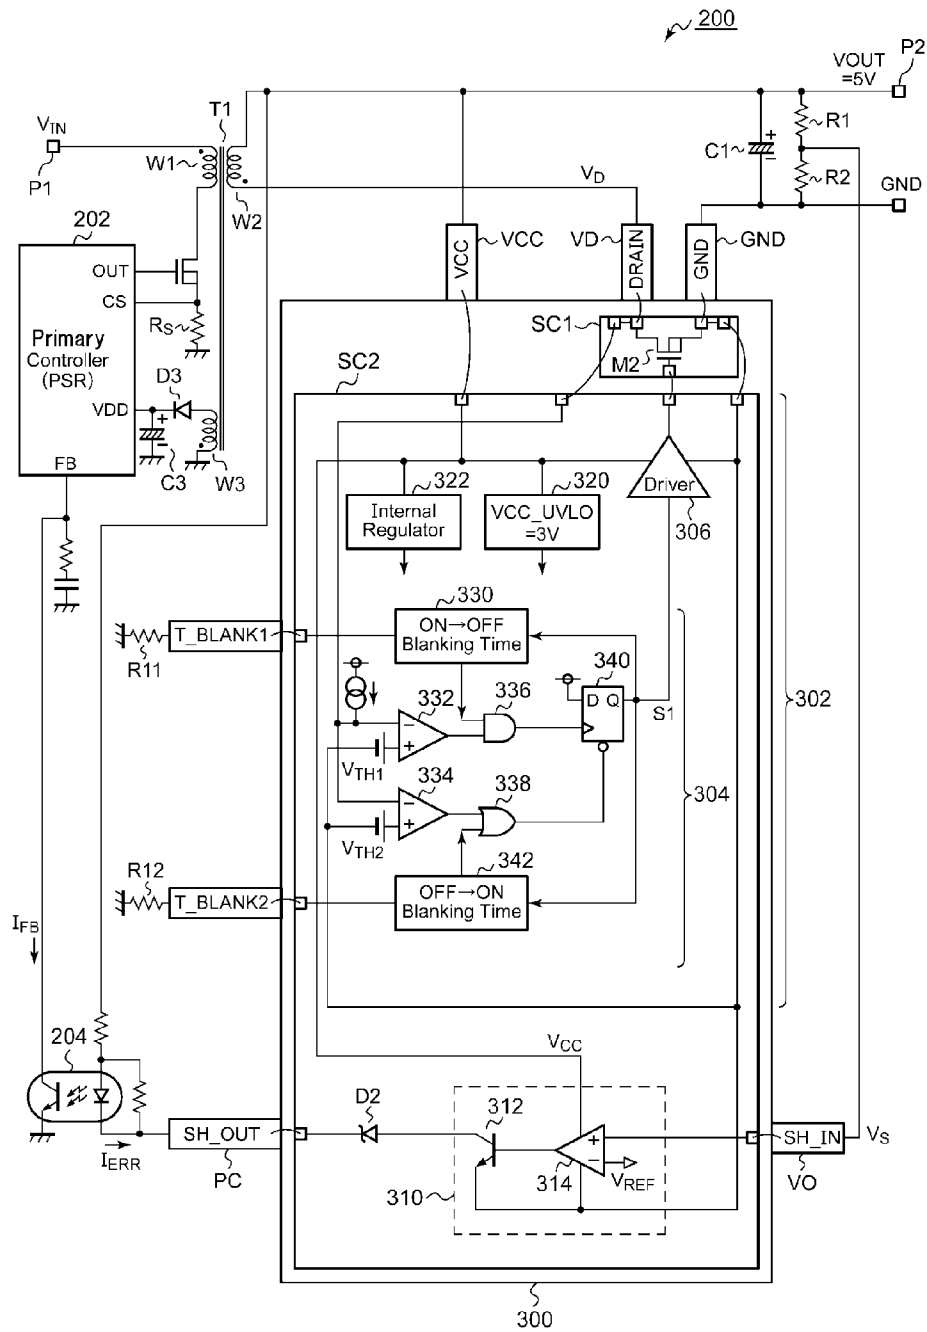 200
P2
VOUT
=5V
T1
VIN
W1
P1
W2
VD
C1
+
-
R1
R2
GND
202
OUT
CS
RS
Primary
Controller
(PSR)
D3
VDD
+
-
FB
C3
W3
VCC
VCC
VD
DRAIN
GND
GND
SC1
M2
SC2
322
320
Internal
Regulator
VCC_UVLO
=3V
Driver
306
330
ON→OFF
Blanking Time
T_BLANK1
R11
340
D Q
S1
332
336
-
+
VTH1
302
334
338
304
-
+
VTH2
342
R12
T_BLANK2
OFF→ON
Blanking Time
IFB
204
VCC
D2
312
SH_OUT
IERR
PC
+
-
314
VREF
310
SH_IN
VS
VO
300